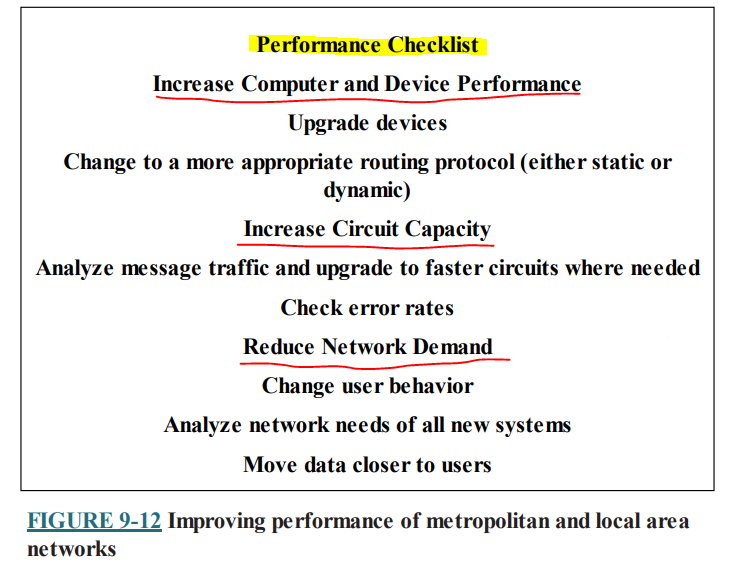 Performance Checklist
Increase Computer and Device Performance
Upgrade devices
Change to a more appropriate routing protocol (either static or
dynamic)
Increase Circuit Capacity
Analyze message traffic and upgrade to faster circuits where needed
Check error rates
Reduce Network Demand
Change user behavior
Analyze network needs of all new systems
Move data closer to users
FIGURE 9-12 Improving performance of metropolitan and local area
networks